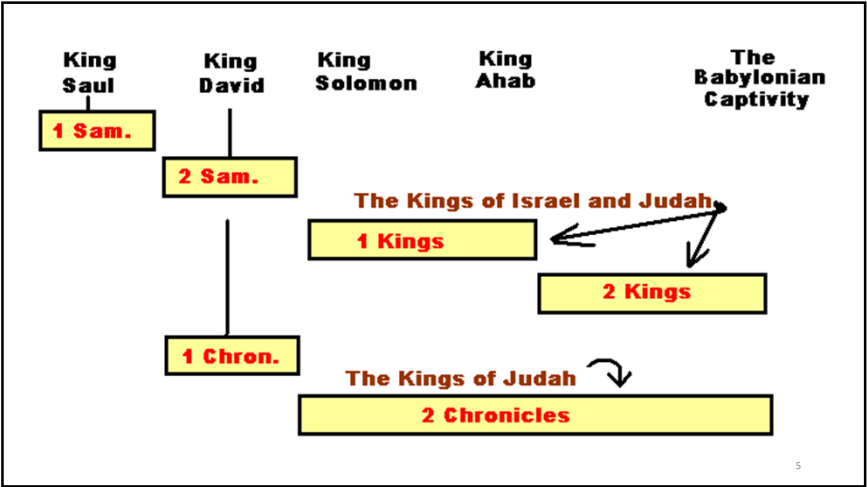 King
Saul
King
David
King
Solomon
King
Ahab
The
Babylonian
Captivity
1 Sam.
2 Sam.
The Kings of Israel and Judah
1 Kings
2 Kings
1 Chron.
The Kings of Judah
2 Chronicles
5